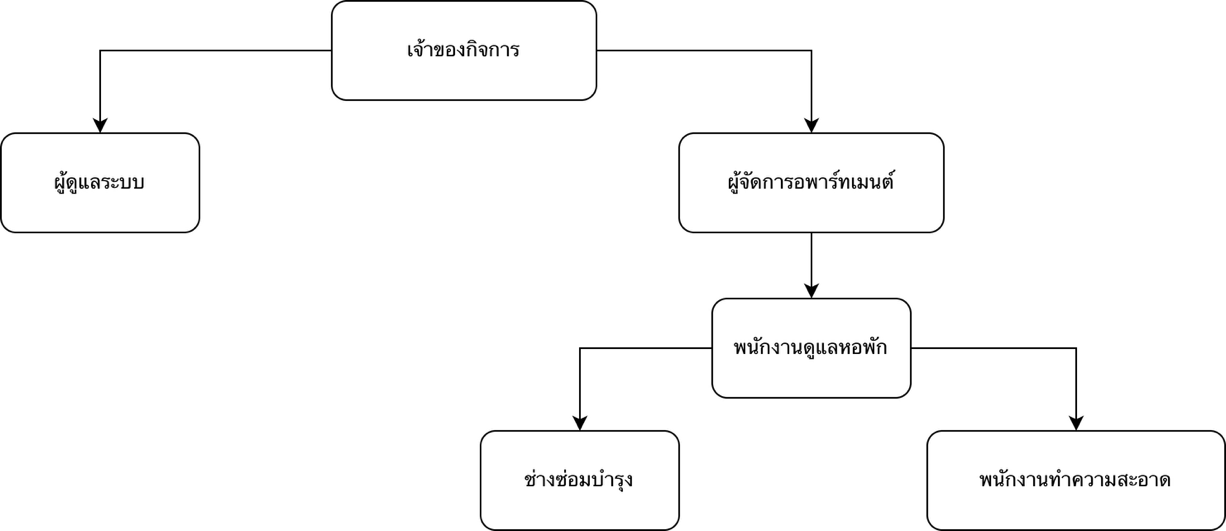 เจ้าของกิจการ
ผู้ดูแลระบบ
ผู้จัดการอพาร์ทเมนต์
พนักงานดูแลหอพัก
ช่างซ่อมบำรุง
พนักงานทำความสะอาด